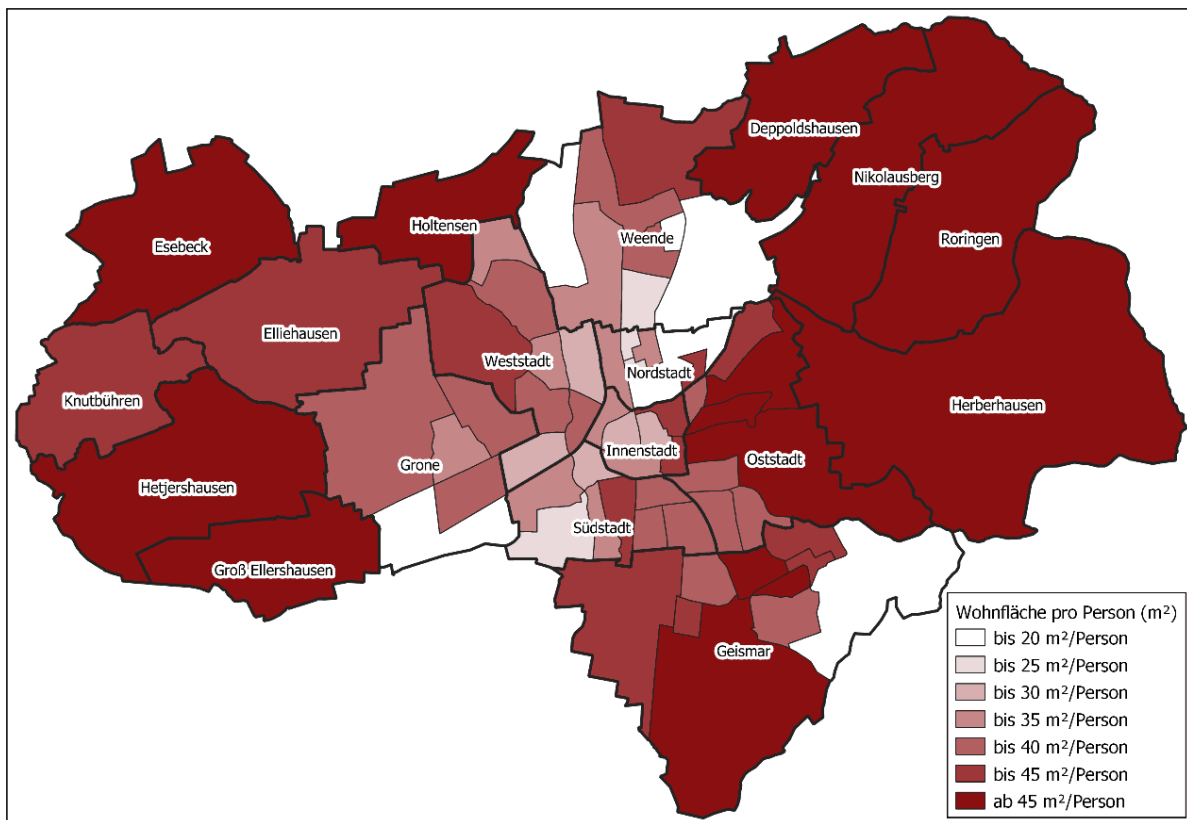 Deppoldshausen
Nikolausberg
Holtensen
Weende
Roringen
Esebeck
Elliehausen
Weststadt
Nordstadt
Knutbühren
Herberhausen
Innenstadt
Oststadt
Grone
Hetjershausen
Südstadt
Groß Ellershausen
Geismar
Wohnfläche pro Person (m²)
bis 20 m²/Person
bis 25 m²/Person
bis 30 m²/Person
bis 35 m²/Person
bis 40 m²/Person
bis 45 m²/Person
ab 45 m²/Person